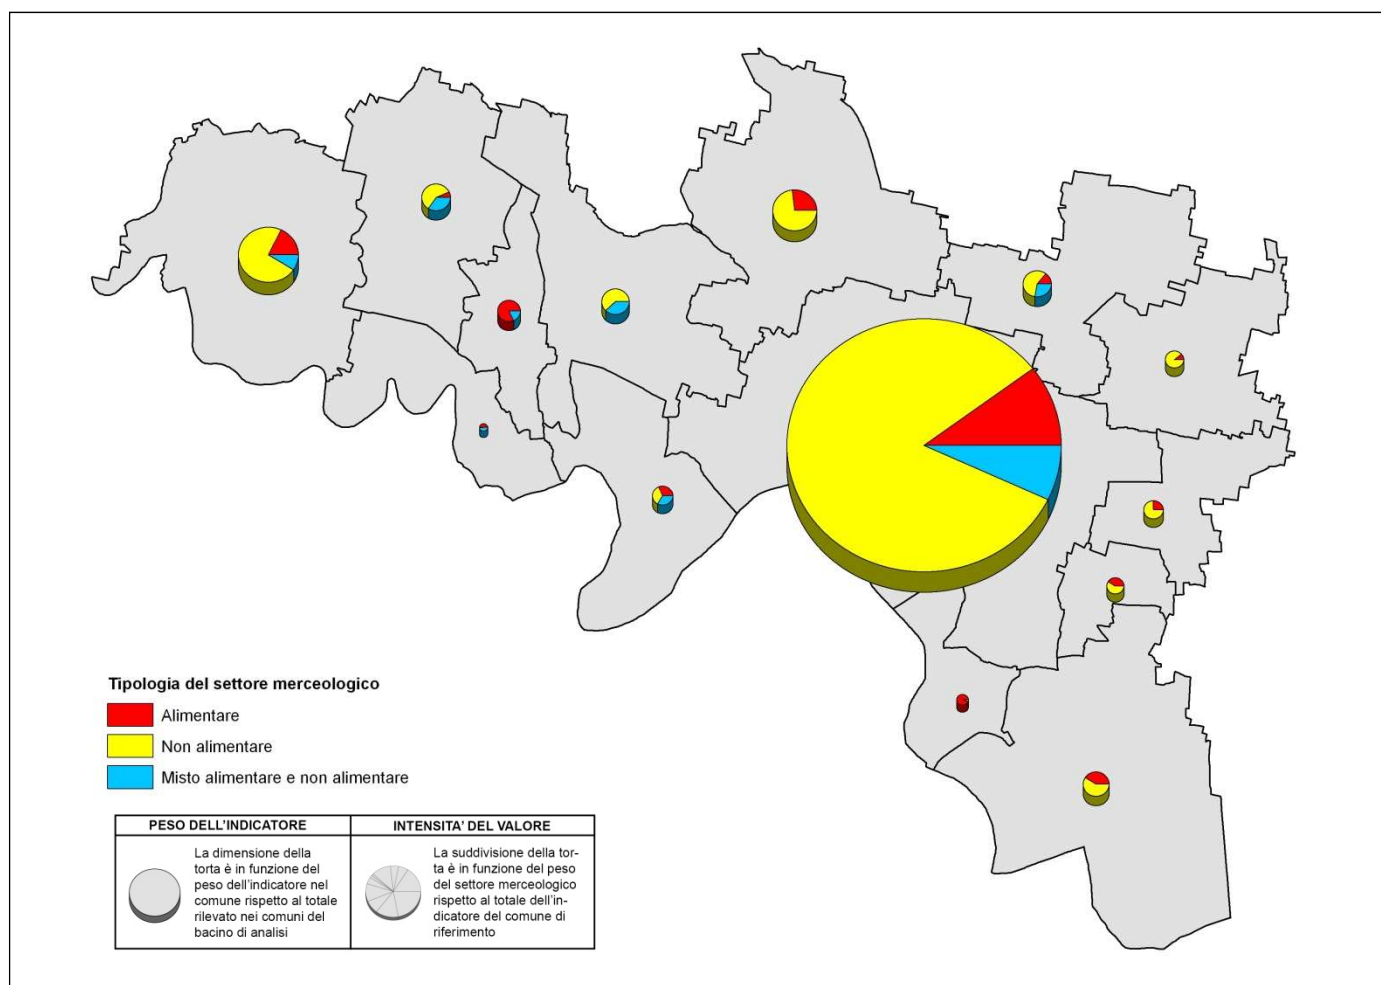 Tipologia del settore merceologico
Alimentare
Non alimentare
Misto alimentare e non alimentare
PESO DELL'INDICATORE
La dimensione della
torta è in funzione del
peso dell'indicatore nel
comune rispetto al totale
rilevato nei comuni del
bacino di analisi
INTENSITA' DEL VALORE
La suddivisione della tor-
ta è in funzione del peso
del settore merceologico
rispetto al totale dell'in-
dicatore del comune di
riferimento